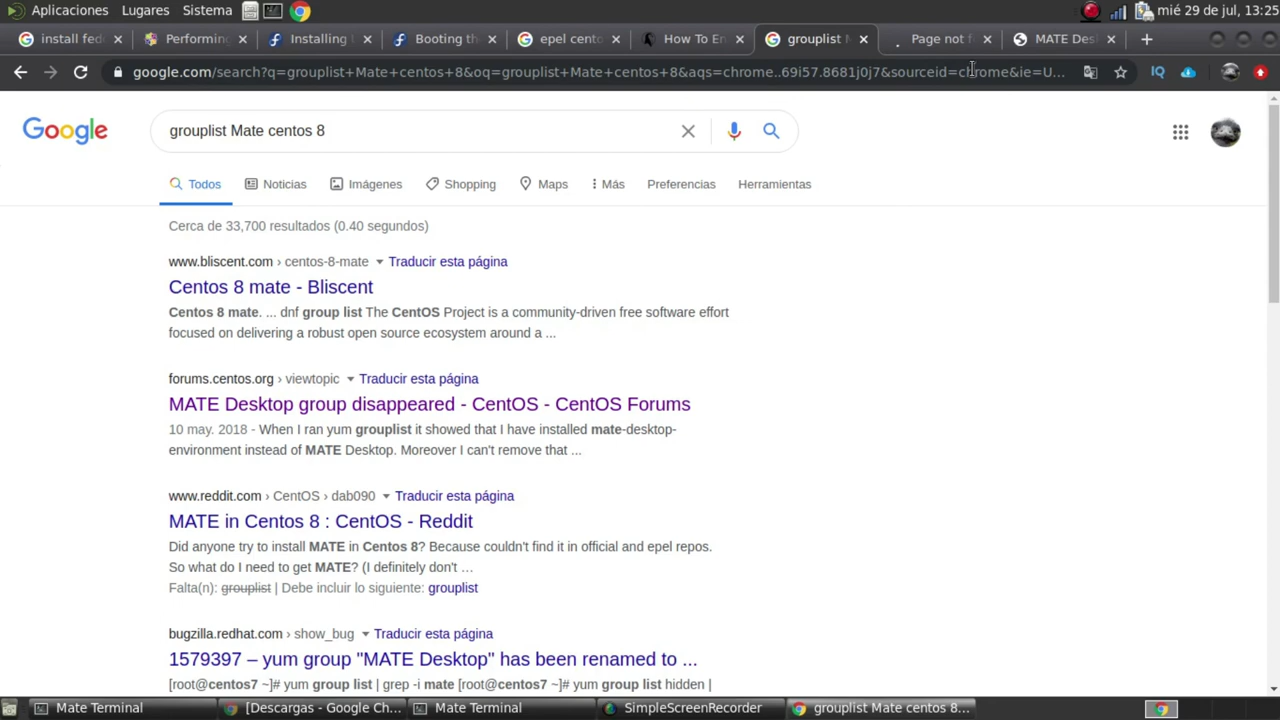 Aplicaciones Lugares Sistema mié 29 de jul, 13:25
install fed Performing Installing Booting th epel cento How To En grouplist M Page not f MATE Des
google.com/search?q=grouplist+Mate+centos+8&oq=grouplist+Mate+centos+8&aqs=chrome..69i57.8681j0j7&sourceid=chrome&ie=U... IQ
Google grouplist Mate centos 8
Todos Noticias Imágenes Shopping Maps Más Preferencias Herramientas
Cerca de 33,700 resultados (0.40 segundos)
www.bliscent.com › centos-8-mate Traducir esta página
Centos 8 mate - Bliscent
Centos 8 mate. ... dnf group list The CentOS Project is a community-driven free software effort
focused on delivering a robust open source ecosystem around a ...
forums.centos.org › viewtopic Traducir esta página
MATE Desktop group disappeared - CentOS - CentOS Forums
10 may. 2018 - When I ran yum grouplist it showed that I have installed mate-desktop-
environment instead of MATE Desktop. Moreover I can't remove that ...
www.reddit.com › CentOS › dab090 Traducir esta página
MATE in Centos 8 : CentOS - Reddit
Did anyone try to install MATE in Centos 8? Because couldn't find it in official and epel repos.
So what do I need to get MATE? (I definitely don't ...
Falta(n): grouplist | Debe incluir lo siguiente: grouplist
bugzilla.redhat.com › show_bug Traducir esta página
1579397 – yum group "MATE Desktop" has been renamed to ...
[root@centos7 ~]# yum group list | grep -i mate [root@centos7 ~]# yum group list hidden |
Mate Terminal [Descargas - Google Ch... Mate Terminal SimpleScreenRecorder grouplist Mate centos 8...